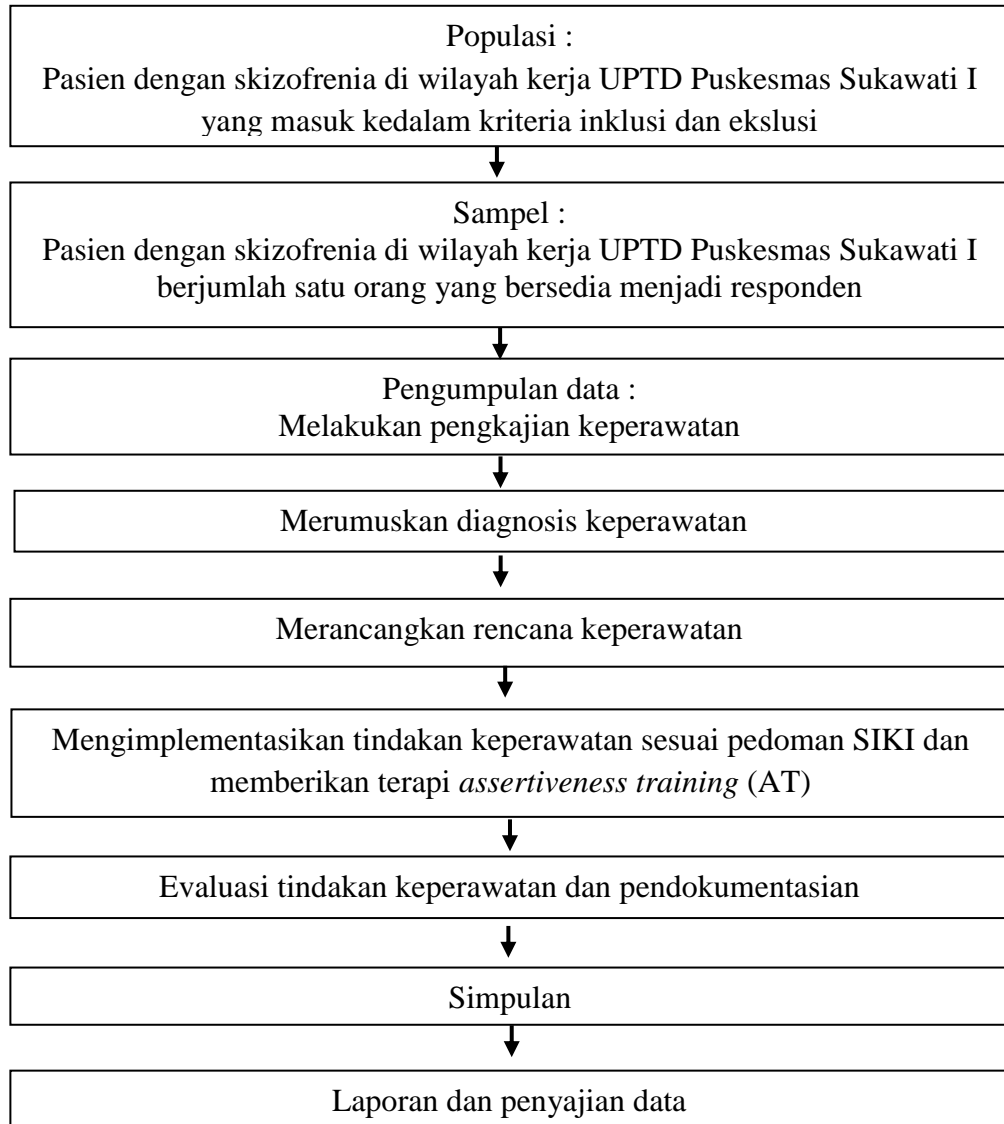 Populasi :
Pasien dengan skizofrenia di wilayah kerja UPTD Puskesmas Sukawati I
yang masuk kedalam kriteria inklusi dan ekslusi
Sampel :
Pasien dengan skizofrenia di wilayah kerja UPTD Puskesmas Sukawati I
berjumlah satu orang yang bersedia menjadi responden
Pengumpulan data :
Melakukan pengkajian keperawatan
Merumuskan diagnosis keperawatan
Merancangkan rencana keperawatan
Mengimplementasikan tindakan keperawatan sesuai pedoman SIKI dan
memberikan terapi assertiveness training (AT)
Evaluasi tindakan keperawatan dan pendokumentasian
Simpulan
Laporan dan penyajian data